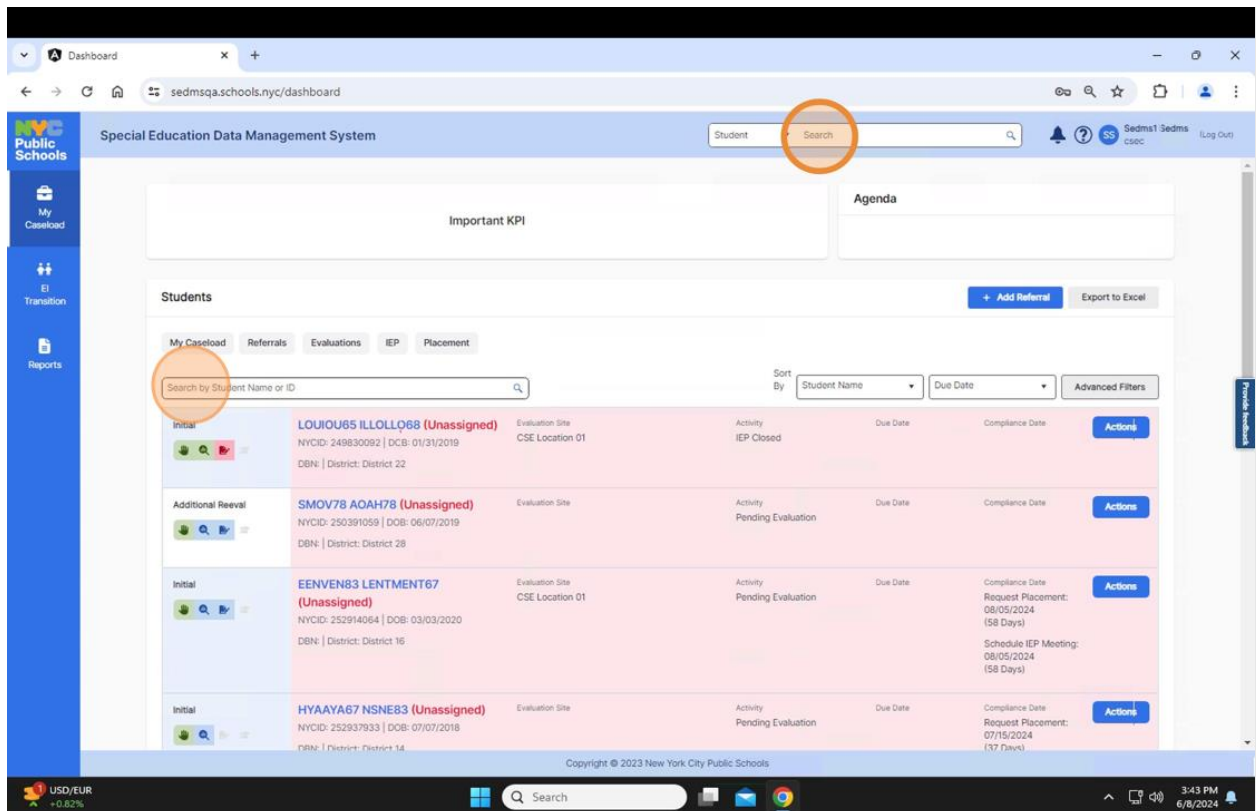 Dashboard
sedmsqa.schools.nyc/dashboard
NYC
Public
Schools
Special Education Data Management System
Student
Search
SS
Sedms1 Sedms
csec
(Log Out)
My
Caseload
EI
Transition
Reports
Important KPI
Agenda
Students
+ Add Referral
Export to Excel
My Caseload
Referrals
Evaluations
IEP
Placement
Search by Student Name or ID
Sort
By
Student Name
Due Date
Advanced Filters
Provide feedback
Initial
LOUIOU65 ILLOLLO68 (Unassigned)
NYCID: 249830092 | DOB: 01/31/2019
DBN: | District: District 22
Evaluation Site
CSE Location 01
Activity
IEP Closed
Due Date
Compliance Date
Actions
Additional Reeval
SMOV78 AOAH78 (Unassigned)
NYCID: 250391059 | DOB: 06/07/2019
DBN: | District: District 28
Evaluation Site
Activity
Pending Evaluation
Due Date
Compliance Date
Actions
Initial
EENVEN83 LENTMENT67
(Unassigned)
NYCID: 252914064 | DOB: 03/03/2020
DBN: | District: District 16
Evaluation Site
CSE Location 01
Activity
Pending Evaluation
Due Date
Compliance Date
Request Placement:
08/05/2024
(58 Days)
Schedule IEP Meeting:
08/05/2024
(58 Days)
Actions
Initial
HYAAYA67 NSNE83 (Unassigned)
NYCID: 252937933 | DOB: 07/07/2018
DBN: | District: District 14
Evaluation Site
Activity
Pending Evaluation
Due Date
Compliance Date
Request Placement:
07/15/2024
(37 Days)
Actions
Copyright © 2023 New York City Public Schools
1
USD/EUR
+0.82%
Search
3:43 PM
6/8/2024